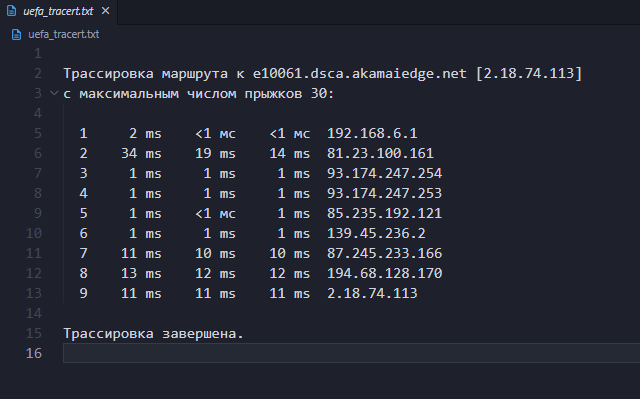 uefa_tracert.txt ×
uefa_tracert.txt
1
2 Трассировка маршрута к e10061.dsca.akamaiedge.net [2.18.74.113]
3 с максимальным числом прыжков 30:
4
5 1 2 ms <1 мс <1 мс 192.168.6.1
6 2 34 ms 19 ms 14 ms 81.23.100.161
7 3 1 ms 1 ms 1 ms 93.174.247.254
8 4 1 ms 1 ms 1 ms 93.174.247.253
9 5 1 ms <1 мс 1 ms 85.235.192.121
10 6 1 ms 1 ms 1 ms 139.45.236.2
11 7 11 ms 10 ms 10 ms 87.245.233.166
12 8 13 ms 12 ms 12 ms 194.68.128.170
13 9 11 ms 11 ms 11 ms 2.18.74.113
14
15 Трассировка завершена.
16